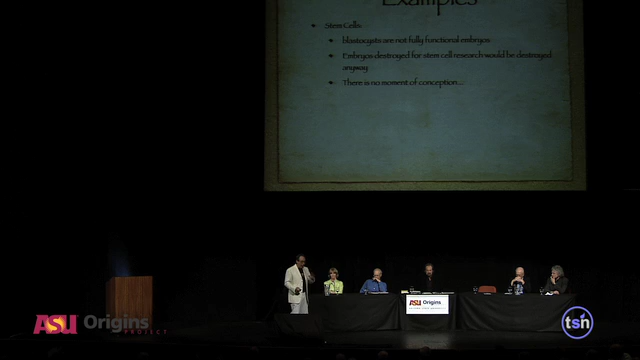 Examples
Stem Cells:
blastocysts are not fully functional embryos
Embryos destroyed for stem cell research would be destroyed
anyway
There is no moment of conception...
ASU Origins
ASU Origins
PROJECT
tsn